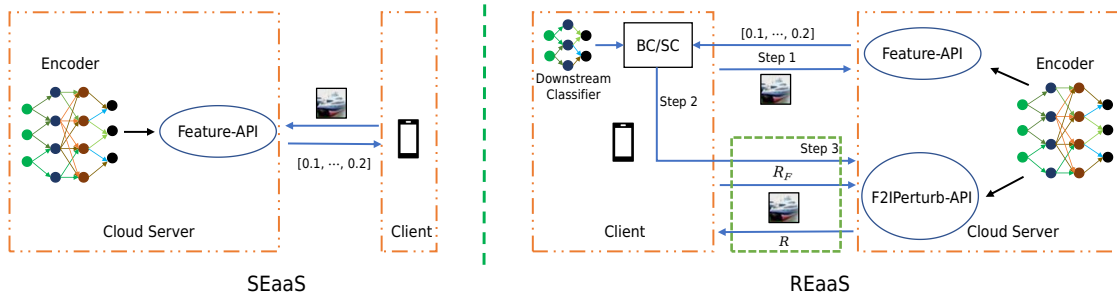 Encoder
Feature-API
[0.1, ⋯, 0.2]
Cloud Server
Client
SEaaS
Downstream
Classifier
BC/SC
[0.1, ⋯, 0.2]
Step 1
Feature-API
Encoder
Step 2
Step 3
R_F
R
F2IPerturb-API
Client
Cloud Server
REaaS